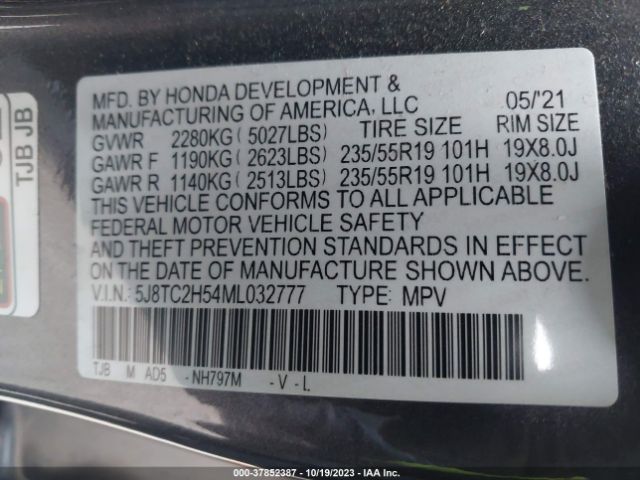 TJB JB
MFD. BY HONDA DEVELOPMENT &
MANUFACTURING OF AMERICA, LLC 05/'21
GVWR 2280KG ( 5027LBS) TIRE SIZE RIM SIZE
GAWR F 1190KG ( 2623LBS) 235/55R19 101H 19X8.0J
GAWR R 1140KG ( 2513LBS) 235/55R19 101H 19X8.0J
THIS VEHICLE CONFORMS TO ALL APPLICABLE
FEDERAL MOTOR VEHICLE SAFETY
AND THEFT PREVENTION STANDARDS IN EFFECT
ON THE DATE OF MANUFACTURE SHOWN ABOVE.
V.I.N.: 5J8TC2H54ML032777 TYPE: MPV
TJB M AD5 - NH797M - V - L
000-37852387 - 10/19/2023 - IAA Inc.